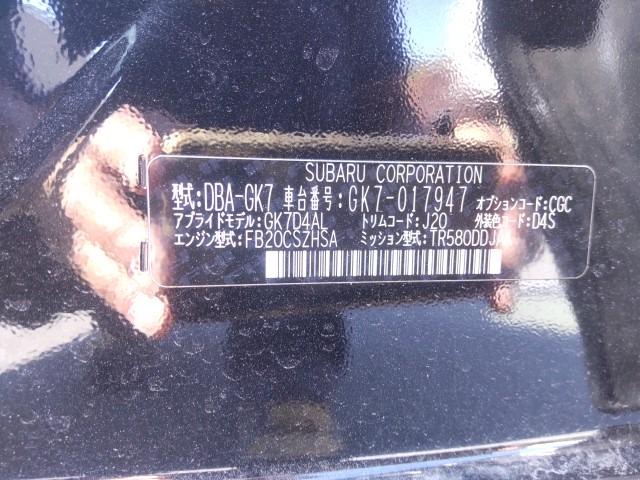 SUBARU CORPORATION
型式:DBA-GK7 車台番号:GK7-017947 オプションコード:CGC
アプライドモデル:GK7D4AL トリムコード:J20 外装色コード:D4S
エンジン型式:FB20CSZHSA ミッション型式: